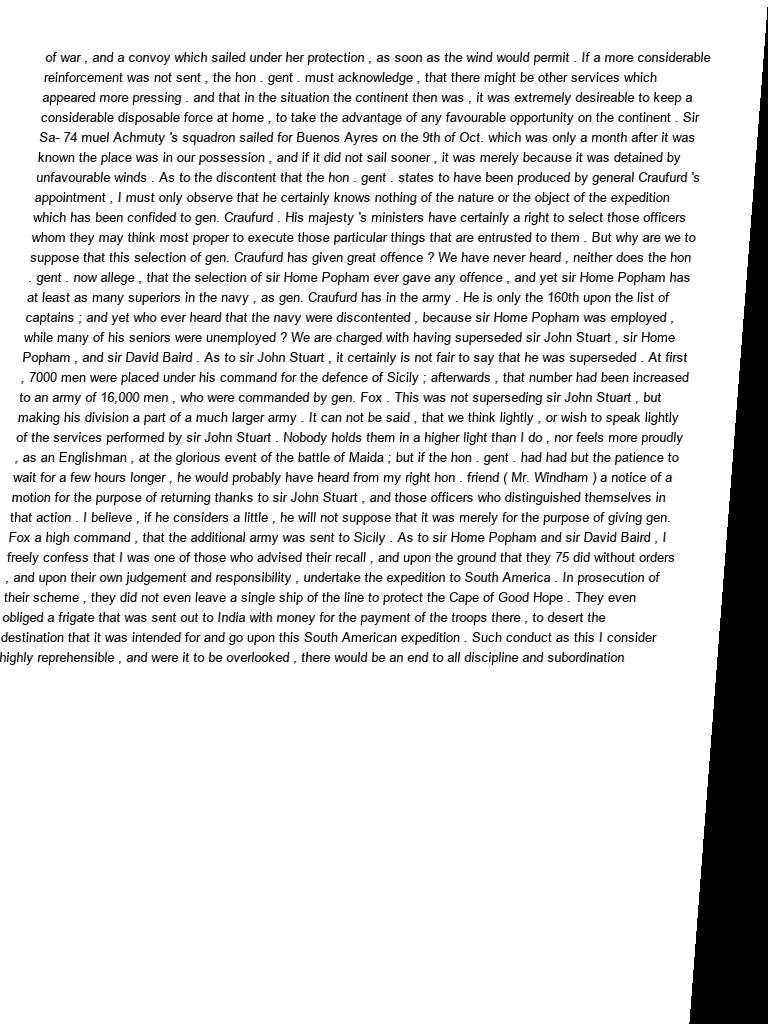 of war , and a convoy which sailed under her protection , as soon as the wind would permit . If a more considerable
reinforcement was not sent , the hon . gent . must acknowledge , that there might be other services which
appeared more pressing . and that in the situation the continent then was , it was extremely desireable to keep a
considerable disposable force at home , to take the advantage of any favourable opportunity on the continent . Sir
Sa- 74 muel Achmuty 's squadron sailed for Buenos Ayres on the 9th of Oct. which was only a month after it was
known the place was in our possession , and if it did not sail sooner , it was merely because it was detained by
unfavourable winds . As to the discontent that the hon . gent . states to have been produced by general Craufurd 's
appointment , I must only observe that he certainly knows nothing of the nature or the object of the expedition
which has been confided to gen. Craufurd . His majesty 's ministers have certainly a right to select those officers
whom they may think most proper to execute those particular things that are entrusted to them . But why are we to
suppose that this selection of gen. Craufurd has given great offence ? We have never heard , neither does the hon
. gent . now allege , that the selection of sir Home Popham ever gave any offence , and yet sir Home Popham has
at least as many superiors in the navy , as gen. Craufurd has in the army . He is only the 160th upon the list of
captains ; and yet who ever heard that the navy were discontented , because sir Home Popham was employed ,
while many of his seniors were unemployed ? We are charged with having superseded sir John Stuart , sir Home
Popham , and sir David Baird . As to sir John Stuart , it certainly is not fair to say that he was superseded . At first
, 7000 men were placed under his command for the defence of Sicily ; afterwards , that number had been increased
to an army of 16,000 men , who were commanded by gen. Fox . This was not superseding sir John Stuart , but
making his division a part of a much larger army . It can not be said , that we think lightly , or wish to speak lightly
of the services performed by sir John Stuart . Nobody holds them in a higher light than I do , nor feels more proudly
, as an Englishman , at the glorious event of the battle of Maida ; but if the hon . gent . had had but the patience to
wait for a few hours longer , he would probably have heard from my right hon . friend ( Mr. Windham ) a notice of a
motion for the purpose of returning thanks to sir John Stuart , and those officers who distinguished themselves in
that action . I believe , if he considers a little , he will not suppose that it was merely for the purpose of giving gen.
Fox a high command , that the additional army was sent to Sicily . As to sir Home Popham and sir David Baird , I
freely confess that I was one of those who advised their recall , and upon the ground that they 75 did without orders
, and upon their own judgement and responsibility , undertake the expedition to South America . In prosecution of
their scheme , they did not even leave a single ship of the line to protect the Cape of Good Hope . They even
obliged a frigate that was sent out to India with money for the payment of the troops there , to desert the
destination that it was intended for and go upon this South American expedition . Such conduct as this I consider
highly reprehensible , and were it to be overlooked , there would be an end to all discipline and subordination